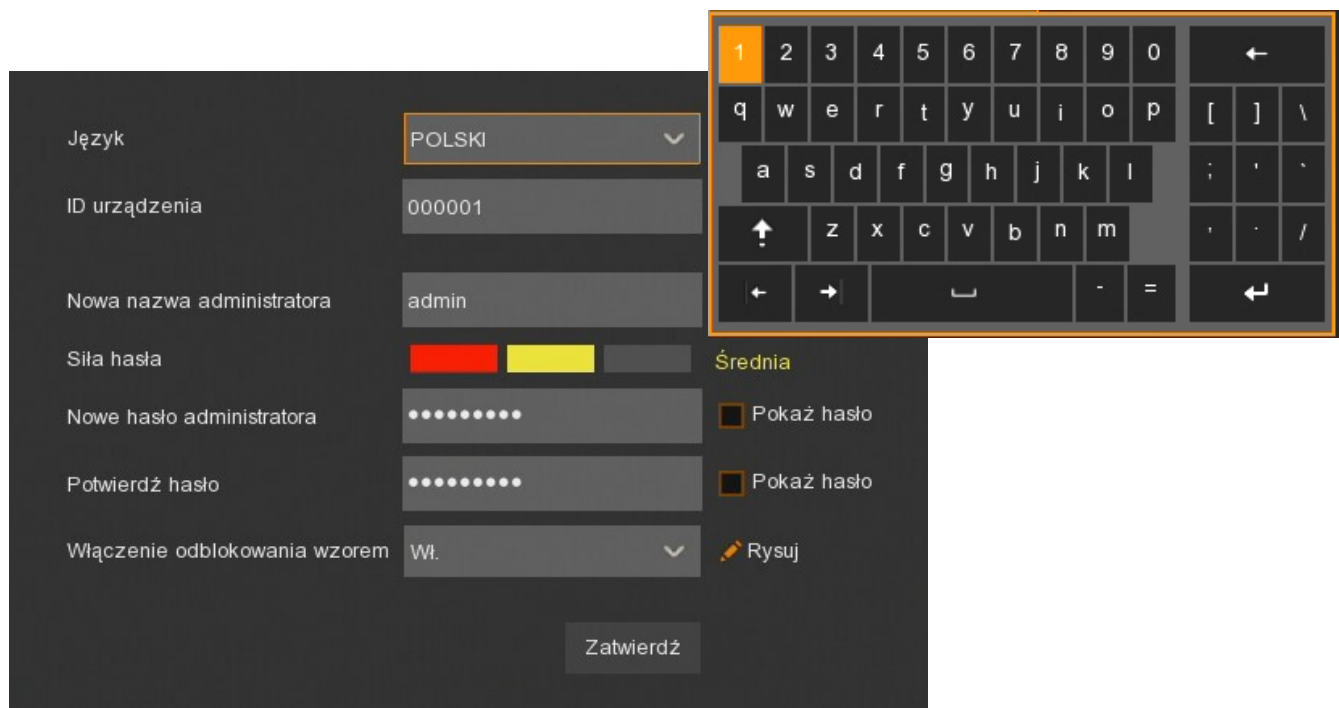 1 2 3 4 5 6 7 8 9 0 ←
q w e r t y u i o p [ ] \
a s d f g h j k l ; ' `
z x c v b n m , . /
- =
Język POLSKI
ID urządzenia 000001
Nowa nazwa administratora admin
Siła hasła Średnia
Nowe hasło administratora ••••••••• Pokaż hasło
Potwierdź hasło ••••••••• Pokaż hasło
Włączenie odblokowania wzorem Wł. Rysuj
Zatwierdź